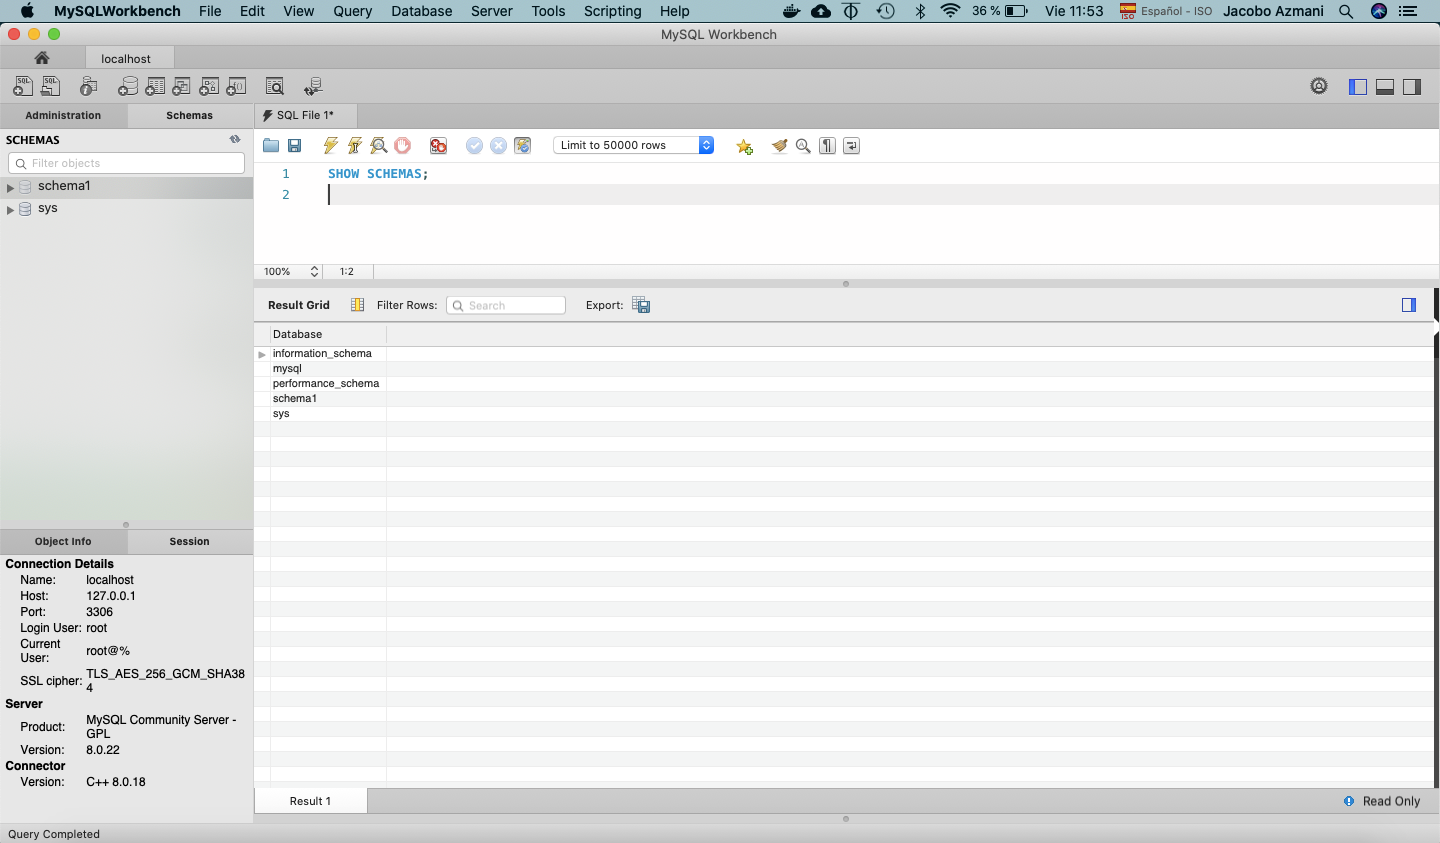 MySQLWorkbench File Edit View Query Database Server Tools Scripting Help 36 % Vie 11:53 ISO Español - ISO Jacobo Azmani
MySQL Workbench
localhost
Administration Schemas
SQL File 1*
SCHEMAS
Filter objects
schema1
sys
Limit to 50000 rows
1 SHOW SCHEMAS;
2
100% 1:2
Result Grid Filter Rows: Search Export:
Database
information_schema
mysql
performance_schema
schema1
sys
Object Info Session
Connection Details
Name: localhost
Host: 127.0.0.1
Port: 3306
Login User: root
Current
User: root@%
SSL cipher: TLS_AES_256_GCM_SHA38
4
Server
Product: MySQL Community Server -
GPL
Version: 8.0.22
Connector
Version: C++ 8.0.18
Result 1
Read Only
Query Completed